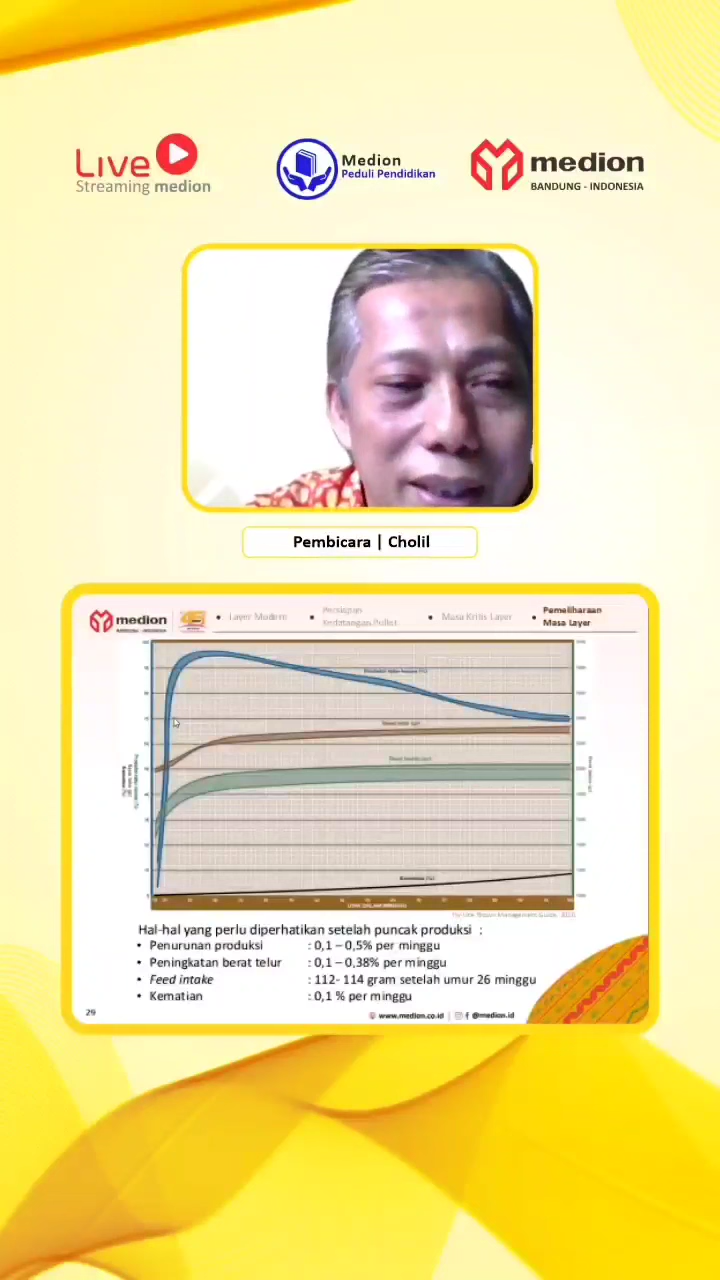 Live
Streaming medion
Medion
Peduli Pendidikan
medion
BANDUNG - INDONESIA
Pembicara | Cholil
medion
BANDUNG - INDONESIA
• Layer Modern
• Persiapan
Kedatangan Pullet
• Masa Kritis Layer
• Pemeliharaan
Masa Layer
Hal-hal yang perlu diperhatikan setelah puncak produksi :
• Penurunan produksi : 0,1 – 0,5% per minggu
• Peningkatan berat telur : 0,1 – 0,38% per minggu
• Feed intake : 112- 114 gram setelah umur 26 minggu
• Kematian : 0,1 % per minggu
29
www.medion.co.id | @medion.id